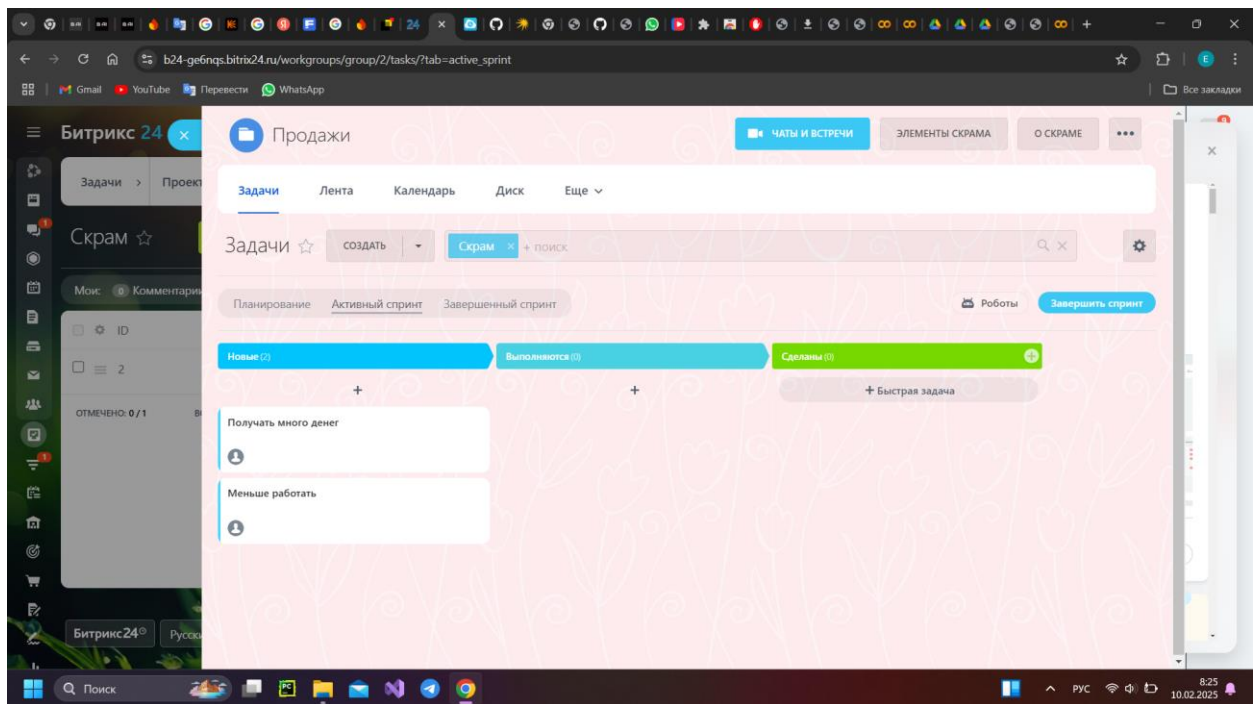 24
b24-ge6nqs.bitrix24.ru/workgroups/group/2/tasks/?tab=active_sprint
E
Gmail YouTube Перевести WhatsApp Все закладки
Битрикс 24
Продажи
ЧАТЫ И ВСТРЕЧИ
ЭЛЕМЕНТЫ СКРАМА
О СКРАМЕ
Задачи > Проек
Задачи Лента Календарь Диск Еще
Скрам
Задачи
СОЗДАТЬ
Скрам × + поиск
Мои: 0 Комментарии
Планирование Активный спринт Завершенный спринт
Роботы
Завершить спринт
ID
2
ОТМЕЧЕНО: 0 / 1
Новые (2)
Выполняются (0)
Сделаны (0)
+
+
+ Быстрая задача
Получать много денег
Меньше работать
Битрикс24
Поиск
РУС
8:25
10.02.2025